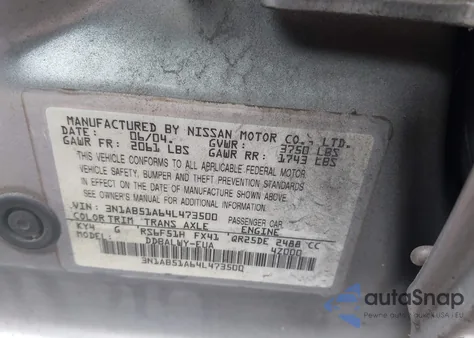 MANUFACTURED BY NISSAN MOTOR CO., LTD.
DATE 06/04 GVWR: 3750 LBS
GAWR FR: 2061 LBS GAWR RR: 1743 LBS
THIS VEHICLE CONFORMS TO ALL APPLICABLE FEDERAL MOTOR
VEHICLE SAFETY, BUMPER AND THEFT PREVENTION STANDARDS
IN EFFECT ON THE DATE OF MANUFACTURE SHOWN ABOVE.
SEE OWNER'S MANUAL FOR ADDITIONAL INFORMATION
VIN: 3N1AB51A64L473500 PASSENGER CAR
COLOR TRIM TRANS AXLE ENGINE
KY4 G RS6F51H FX41 QR25DE 2488 CC
MODEL: DDBALWY-EUA 4Z000
3N1AB51A64L473500
autoSnap